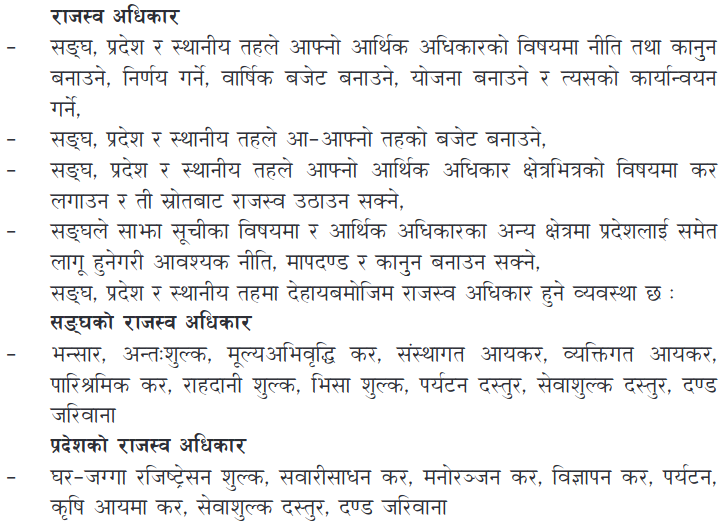 राजस्व अधिकार
– सङ्घ, प्रदेश र स्थानीय तहले आफ्नो आर्थिक अधिकारको विषयमा नीति तथा कानुन
बनाउने, निर्णय गर्ने, वार्षिक बजेट बनाउने, योजना बनाउने र त्यसको कार्यान्वयन
गर्ने,
– सङ्घ, प्रदेश र स्थानीय तहले आ–आफ्नो तहको बजेट बनाउने,
– सङ्घ, प्रदेश र स्थानीय तहले आफ्नो आर्थिक अधिकार क्षेत्रभित्रको विषयमा कर
लगाउन र ती स्रोतबाट राजस्व उठाउन सक्ने,
– सङ्घले साझा सूचीका विषयमा र आर्थिक अधिकारका अन्य क्षेत्रमा प्रदेशलाई समेत
लागू हुनेगरी आवश्यक नीति, मापदण्ड र कानुन बनाउन सक्ने,
सङ्घ, प्रदेश र स्थानीय तहमा देहायबमोजिम राजस्व अधिकार हुने व्यवस्था छ :
सङ्घको राजस्व अधिकार
– भन्सार, अन्तःशुल्क, मूल्यअभिवृद्धि कर, संस्थागत आयकर, व्यक्तिगत आयकर,
पारिश्रमिक कर, राहदानी शुल्क, भिसा शुल्क, पर्यटन दस्तुर, सेवाशुल्क दस्तुर, दण्ड
जरिवाना
प्रदेशको राजस्व अधिकार
– घर–जग्गा रजिष्ट्रेसन शुल्क, सवारीसाधन कर, मनोरञ्जन कर, विज्ञापन कर, पर्यटन,
कृषि आयमा कर, सेवाशुल्क दस्तुर, दण्ड जरिवाना